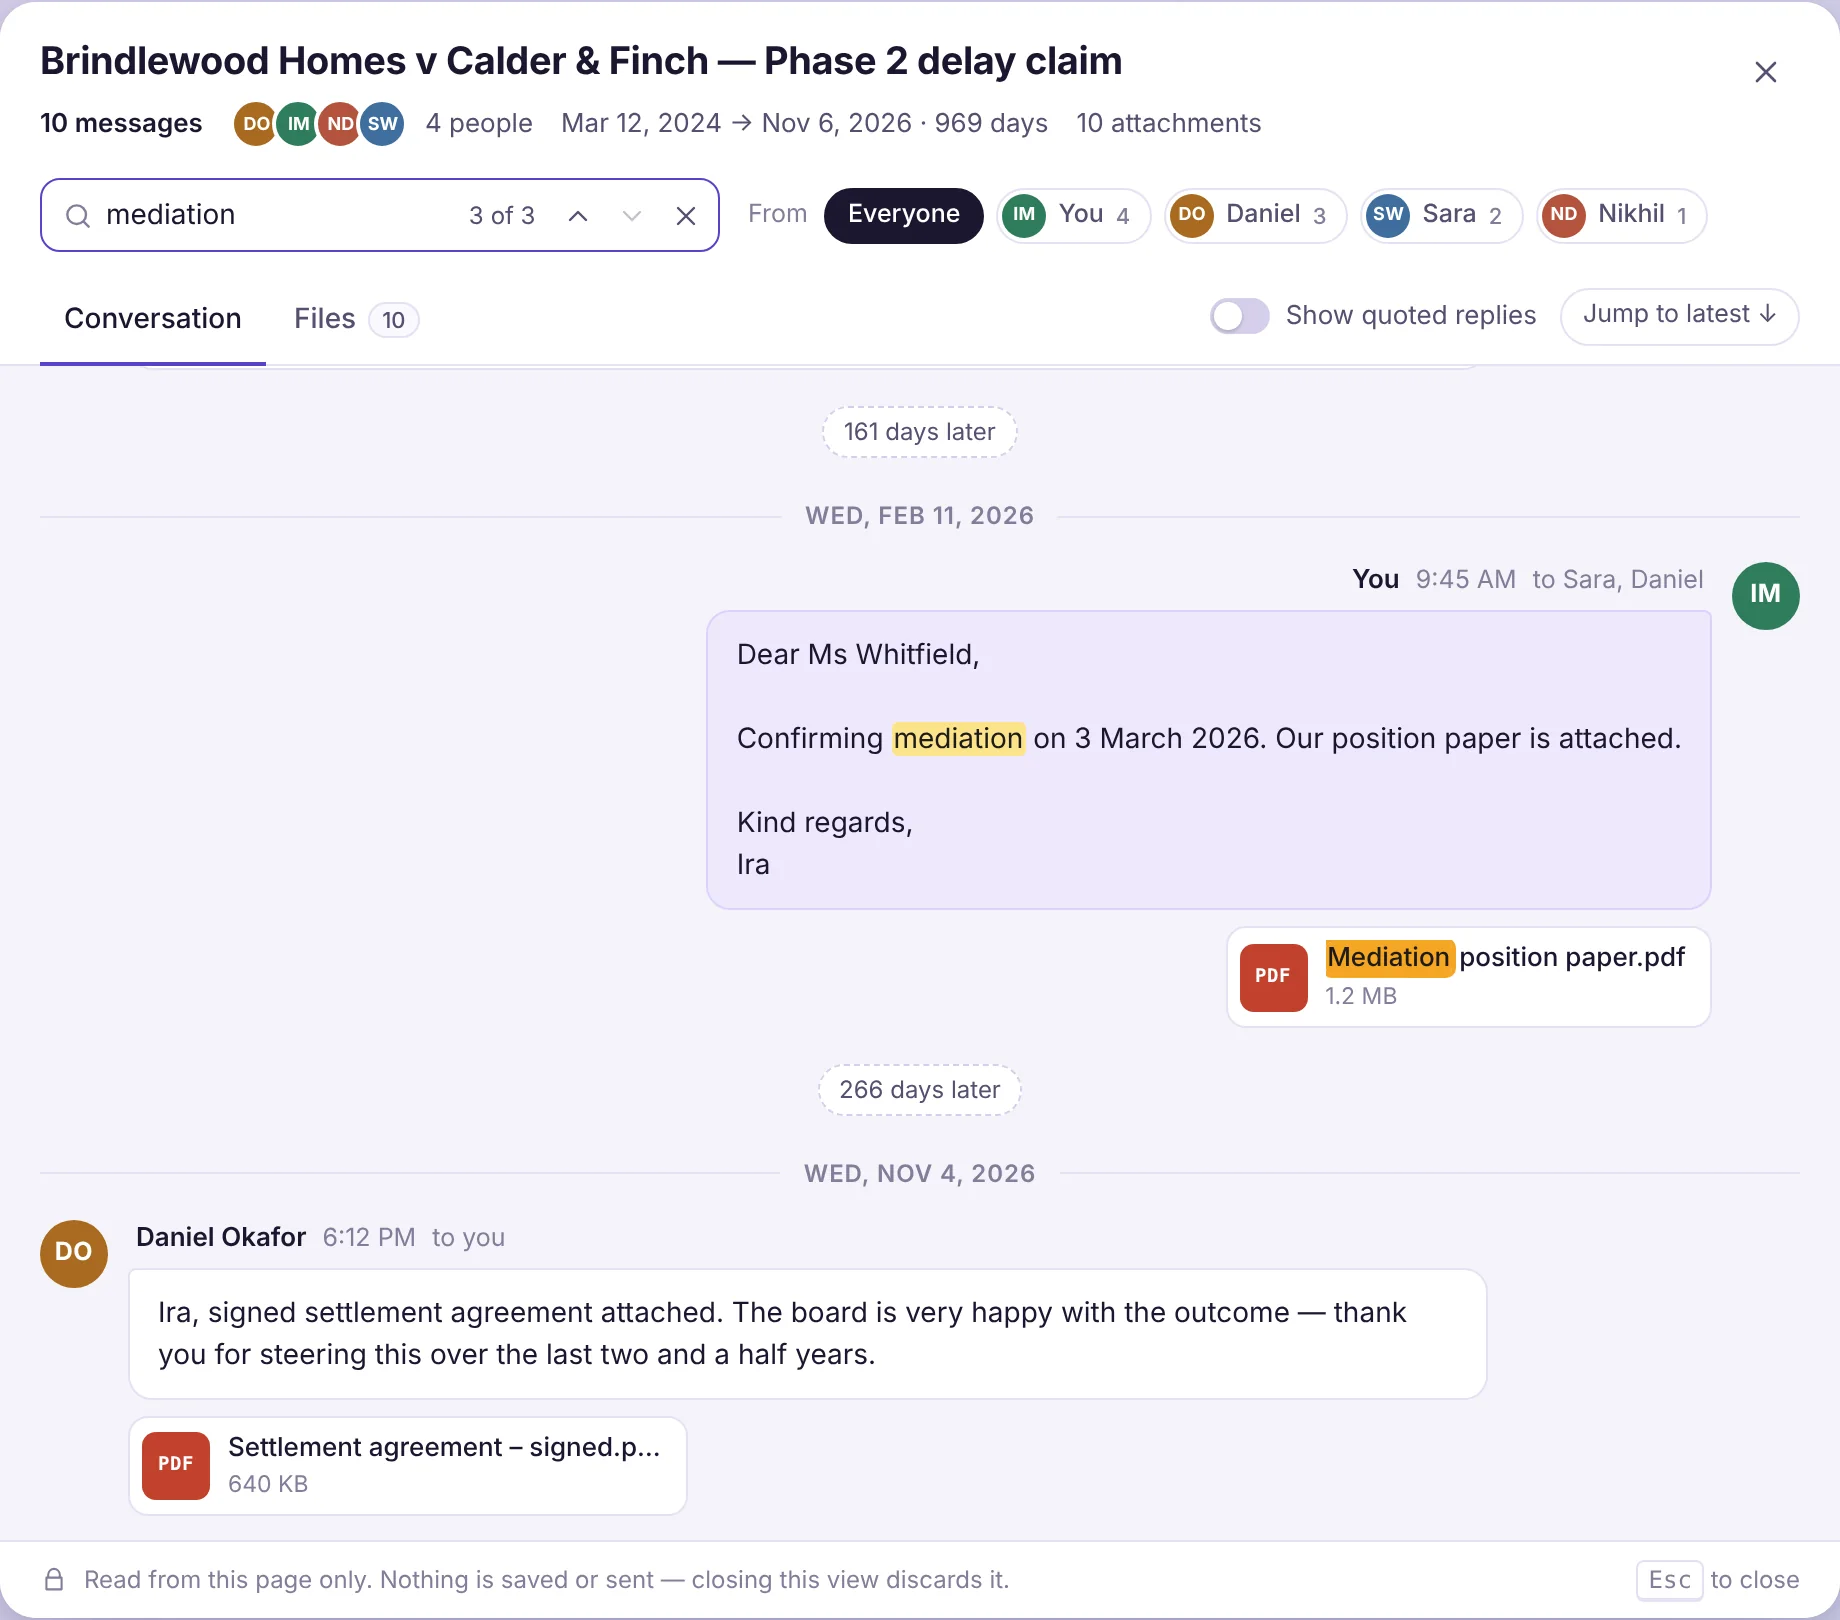 Brindlewood Homes v Calder & Finch — Phase 2 delay claim
10 messages DO IM ND SW 4 people Mar 12, 2024 → Nov 6, 2026 · 969 days 10 attachments
mediation 3 of 3 From Everyone IM You 4 DO Daniel 3 SW Sara 2 ND Nikhil 1
Conversation Files 10 Show quoted replies Jump to latest ↓
161 days later
WED, FEB 11, 2026
You 9:45 AM to Sara, Daniel
IM
Dear Ms Whitfield,
Confirming mediation on 3 March 2026. Our position paper is attached.
Kind regards,
Ira
PDF
Mediation position paper.pdf
1.2 MB
266 days later
WED, NOV 4, 2026
DO
Daniel Okafor 6:12 PM to you
Ira, signed settlement agreement attached. The board is very happy with the outcome — thank
you for steering this over the last two and a half years.
PDF
Settlement agreement – signed.p...
640 KB
Read from this page only. Nothing is saved or sent — closing this view discards it. Esc to close